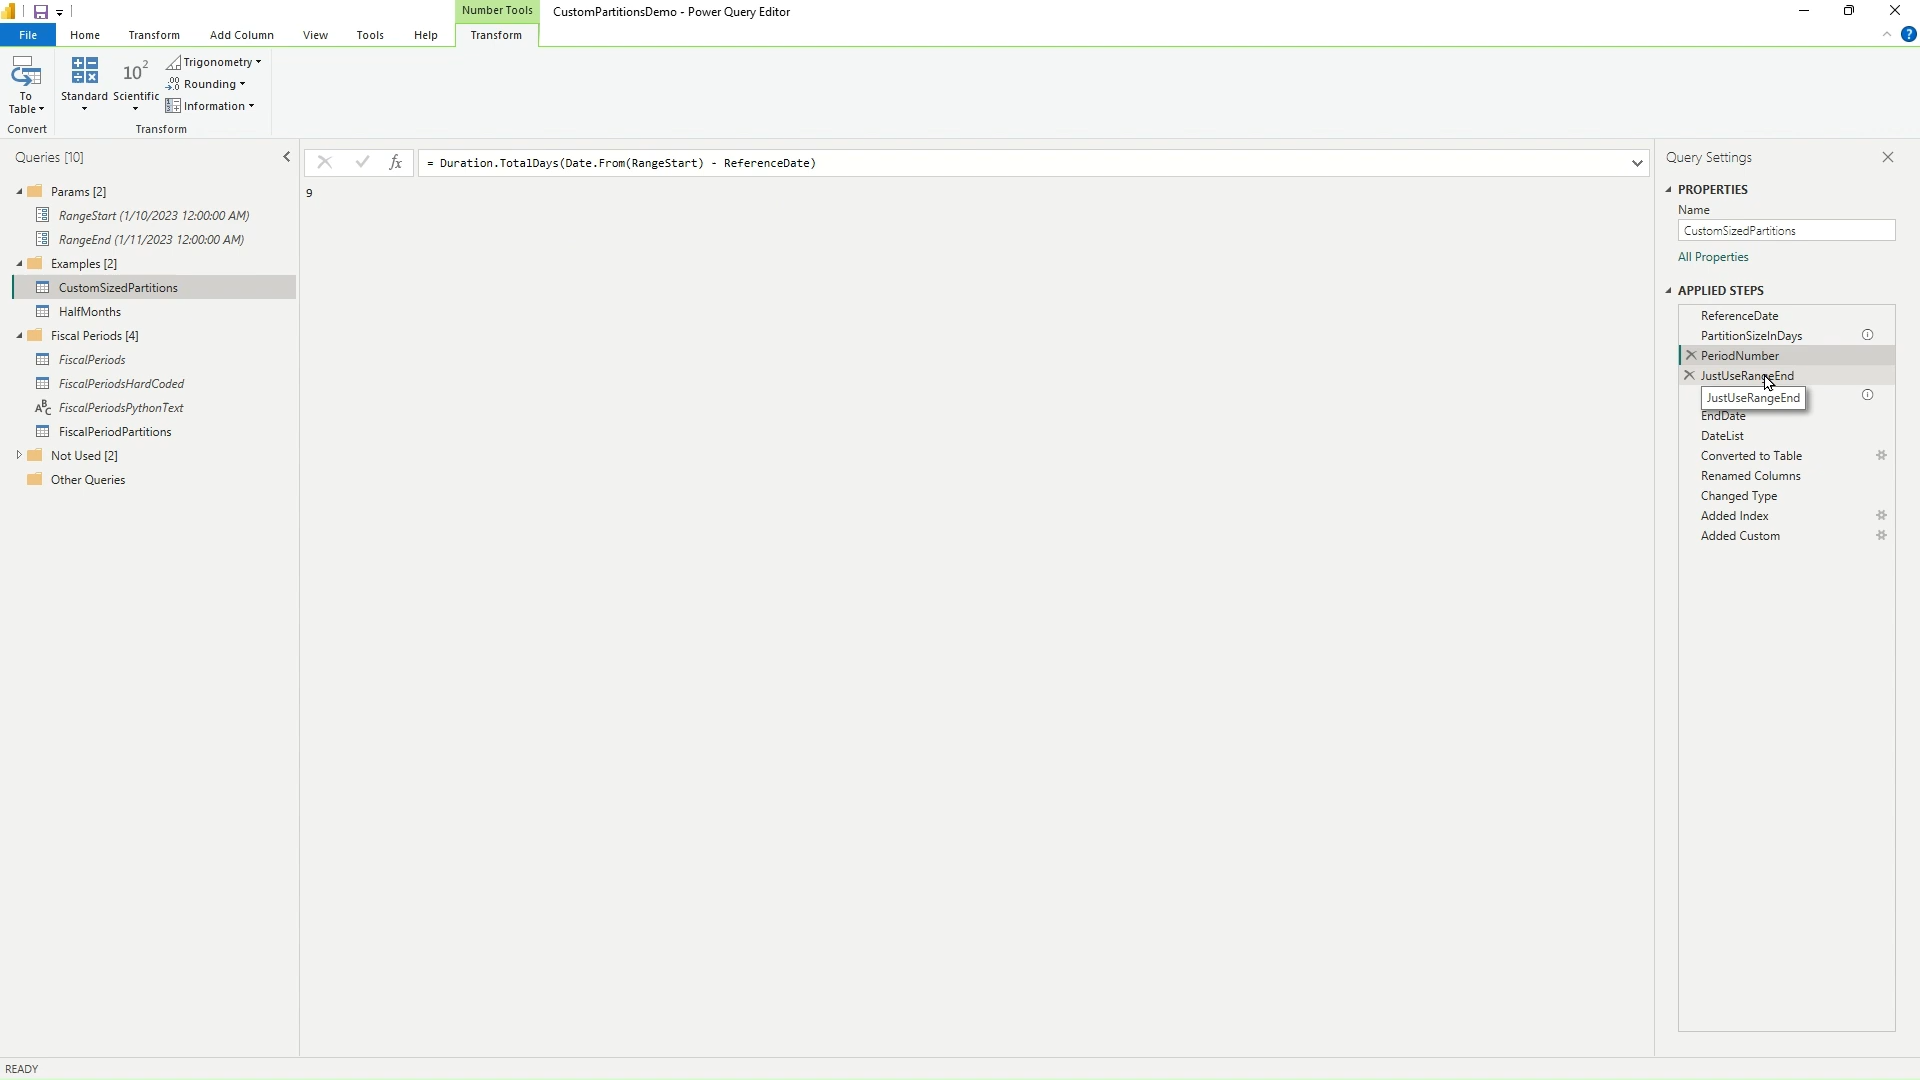 Number Tools
CustomPartitionsDemo - Power Query Editor
File
Home
Transform
Add Column
View
Tools
Help
Transform
To
Table
Standard
10²
Scientific
Trigonometry
.00
Rounding
Information
Convert
Transform
Queries [10]
fx
= Duration.TotalDays(Date.From(RangeStart) - ReferenceDate)
9
Params [2]
RangeStart (1/10/2023 12:00:00 AM)
RangeEnd (1/11/2023 12:00:00 AM)
Examples [2]
CustomSizedPartitions
HalfMonths
Fiscal Periods [4]
FiscalPeriods
FiscalPeriodsHardCoded
ABC FiscalPeriodsPythonText
FiscalPeriodPartitions
Not Used [2]
Other Queries
Query Settings
PROPERTIES
Name
CustomSizedPartitions
All Properties
APPLIED STEPS
ReferenceDate
PartitionSizeInDays
PeriodNumber
JustUseRangeEnd
JustUseRangeEnd
EndDate
DateList
Converted to Table
Renamed Columns
Changed Type
Added Index
Added Custom
READY